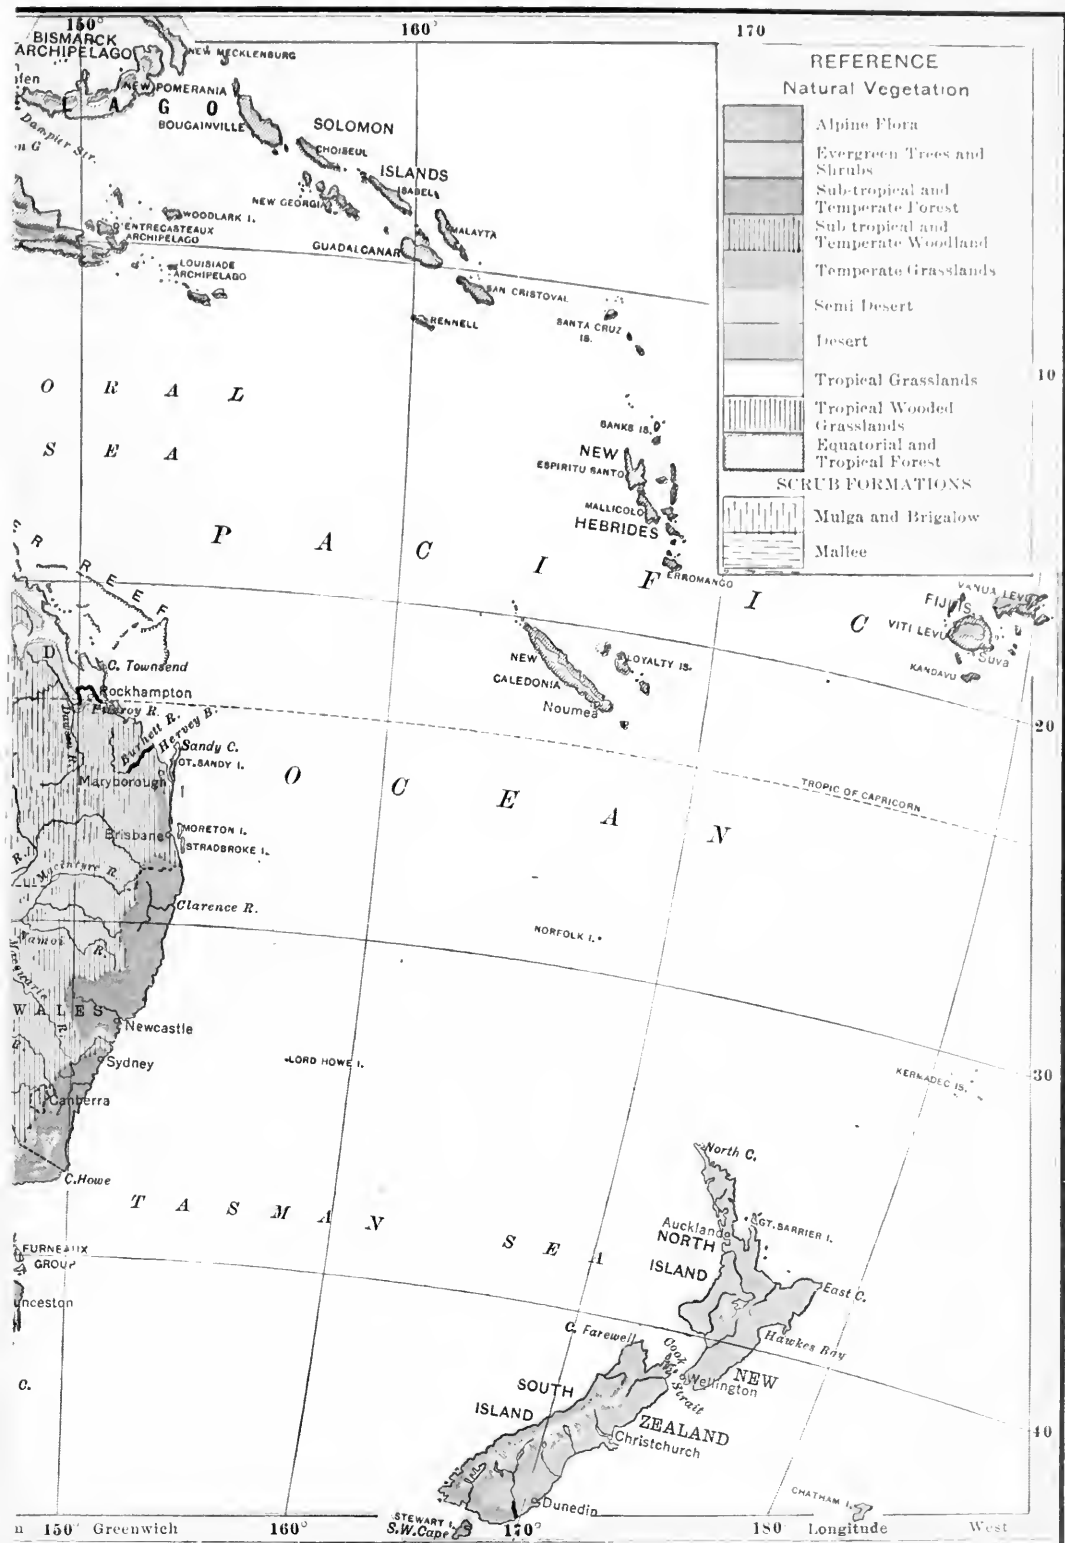 150°
160°
170
BISMARCK
ARCHIPELAGO
NEW MECKLENBURG
NEW POMERANIA
L A G O
BOUGAINVILLE
SOLOMON
CHOISEUL
ISLANDS
ISABEL
Dampier Str.
n G
NEW GEORGIA
WOODLARK I.
MALAYTA
D'ENTRECASTEAUX
ARCHIPELAGO
GUADALCANAR
LOUISIADE
ARCHIPELAGO
SAN CRISTOVAL
RENNELL
SANTA CRUZ
IS.
REFERENCE
Natural Vegetation
Alpine Flora
Evergreen Trees and
Shrubs
Sub-tropical and
Temperate Forest
Sub tropical and
Temperate Woodland
Temperate Grasslands
Semi Desert
Desert
Tropical Grasslands
Tropical Wooded
Grasslands
Equatorial and
Tropical Forest
SCRUB FORMATIONS
Mulga and Brigalow
Mallee
10
O R A L
S E A
BANKS IS.
NEW
ESPIRITU SANTO
MALLICOLO
HEBRIDES
ERROMANGO
P A C I F I C
R REEF
VANUA LEVU
FIJI IS.
VITI LEVU
Suva
KANDAVU
D
C. Townsend
Rockhampton
Fitzroy R.
Dawson R.
NEW
CALEDONIA
LOYALTY IS.
Noumea
20
Burnett R.
Hervey B.
Sandy C.
GT. SANDY I.
Maryborough
O C E A N
TROPIC OF CAPRICORN
Brisbane
MORETON I.
STRADBROKE I.
R.
Macintyre R.
Clarence R.
NORFOLK I.
Namoi R.
Macquarie R.
WALES
Newcastle
Sydney
Canberra
LORD HOWE I.
KERMADEC IS.
30
C. Howe
North C.
T A S M A N
S E A
Auckland
GT. BARRIER I.
NORTH
ISLAND
FURNEAUX
GROUP
unceston
East C.
C. Farewell
Cook Strait
Hawkes Bay
C.
SOUTH
ISLAND
Wellington
NEW
ZEALAND
Christchurch
40
Dunedin
CHATHAM I.
STEWART I.
S.W. Cape
n 150° Greenwich 160° 170° 180° Longitude West